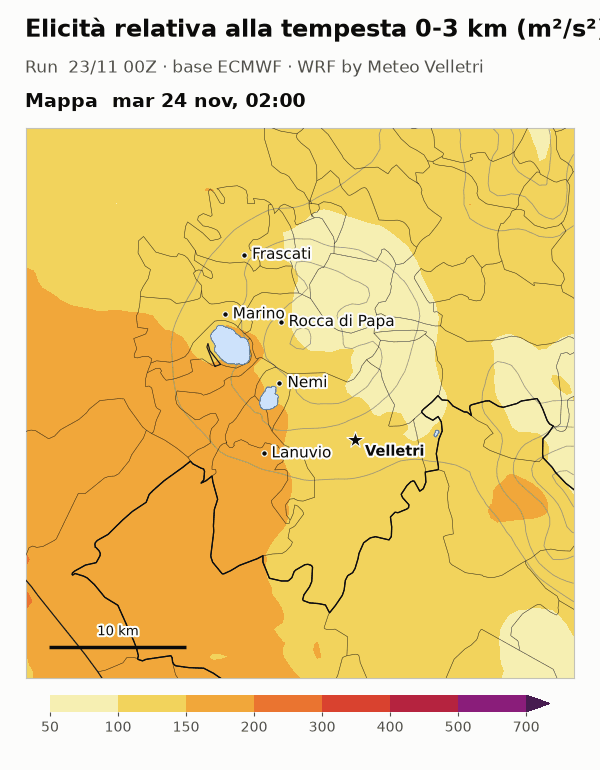 Elicità relativa alla tempesta 0-3 km (m²/s²)
Run 23/11 00Z · base ECMWF · WRF by Meteo Velletri
Mappa mar 24 nov, 02:00
Frascati
Marino
Rocca di Papa
Nemi
Velletri
Lanuvio
10 km
50 100 150 200 300 400 500 700